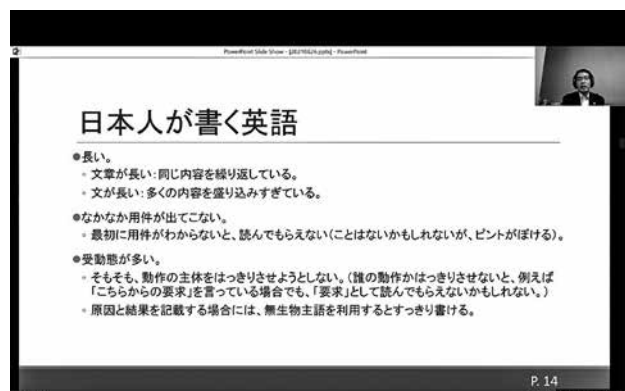 PowerPoint Slide Show - [20210624.pptx] - PowerPoint
日本人が書く英語
●長い。
◦ 文章が長い：同じ内容を繰り返している。
◦ 文が長い：多くの内容を盛り込みすぎている。
●なかなか用件が出てこない。
◦ 最初に用件がわからないと、読んでもらえない（ことはないかもしれないが、ピントがぼける）。
●受動態が多い。
◦ そもそも、動作の主体をはっきりさせようとしない。（誰の動作かはっきりさせないと、例えば
「こちらからの要求」を言っている場合でも、「要求」として読んでもらえないかもしれない。）
◦ 原因と結果を記載する場合には、無生物主語を利用するとすっきり書ける。
P. 14